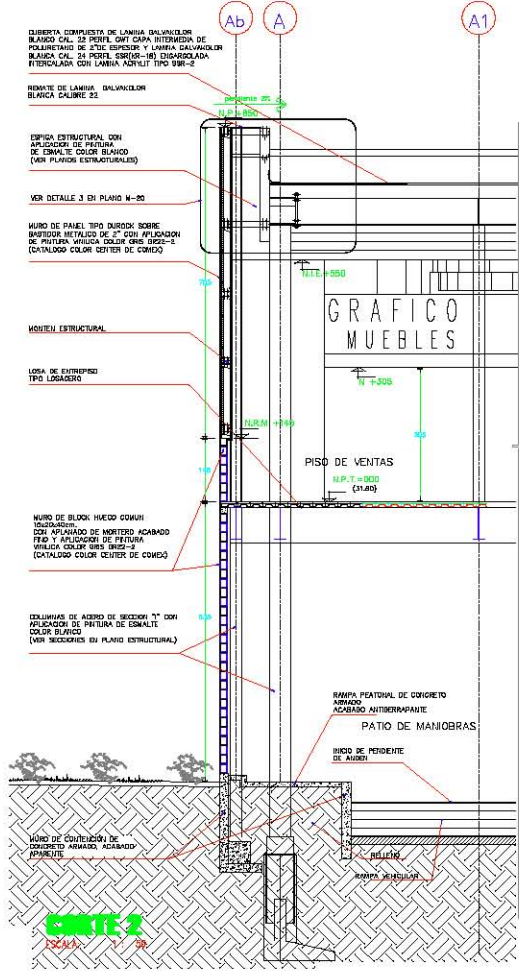 Ab
A
A1
CUBIERTA COMPUESTA DE LAMINA GALVAKOLOR
BLANCO CAL. 22 PERFIL GWT CAPA INTERMEDIA DE
POLIURETANO DE 2"DE ESPESOR Y LAMINA GALVAKOLOR
BLANCA CAL. 24 PERFIL SSR(KR-18) ENGARGOLADA
INTERCALADA CON LAMINA ACRYLIT TIPO
REMATE DE LAMINA GALVAKOLOR
BLANCA CALIBRE 22
pendiente 2%
N.P.+850
ESPIGA ESTRUCTURAL CON
APLICACION DE PINTURA
DE ESMALTE COLOR BLANCO
(VER PLANOS ESTRUCTURALES)
VER DETALLE 3 EN PLANO M-20
MURO DE PANEL TIPO DUROCK SOBRE
BASTIDOR METALICO DE 2" CON APLICACION
DE PINTURA VINILICA COLOR GRIS GR22-2
(CATALOGO COLOR CENTER DE COMEX)
N.I.E.+550
GRAFICO
MUEBLES
MONTEN ESTRUCTURAL
N +305
LOSA DE ENTREPISO
TIPO LOSACERO
305
N.R.M +140
PISO DE VENTAS
N.P.T.=000
(31.60)
MURO DE BLOCK HUECO COMUN
15x20x40cm.
CON APLANADO DE MORTERO ACABADO
FINO Y APLICACION DE PINTURA
VINILICA COLOR GRIS GR22-2
(CATALOGO COLOR CENTER DE COMEX)
COLUMNAS DE ACERO DE SECCION "I" CON
APLICACION DE PINTURA DE ESMALTE
COLOR BLANCO
(VER SECCIONES EN PLANO ESTRUCTURAL)
RAMPA PEATONAL DE CONCRETO
ARMADO
ACABADO ANTIDERRAPANTE
PATIO DE MANIOBRAS
INICIO DE PENDIENTE
DE ANDEN
MURO DE CONTENCIÓN DE
CONCRETO ARMADO, ACABADO
APARENTE
RELLENO
RAMPA VEHICULAR
CORTE 2
ESCALA: 1 : 50